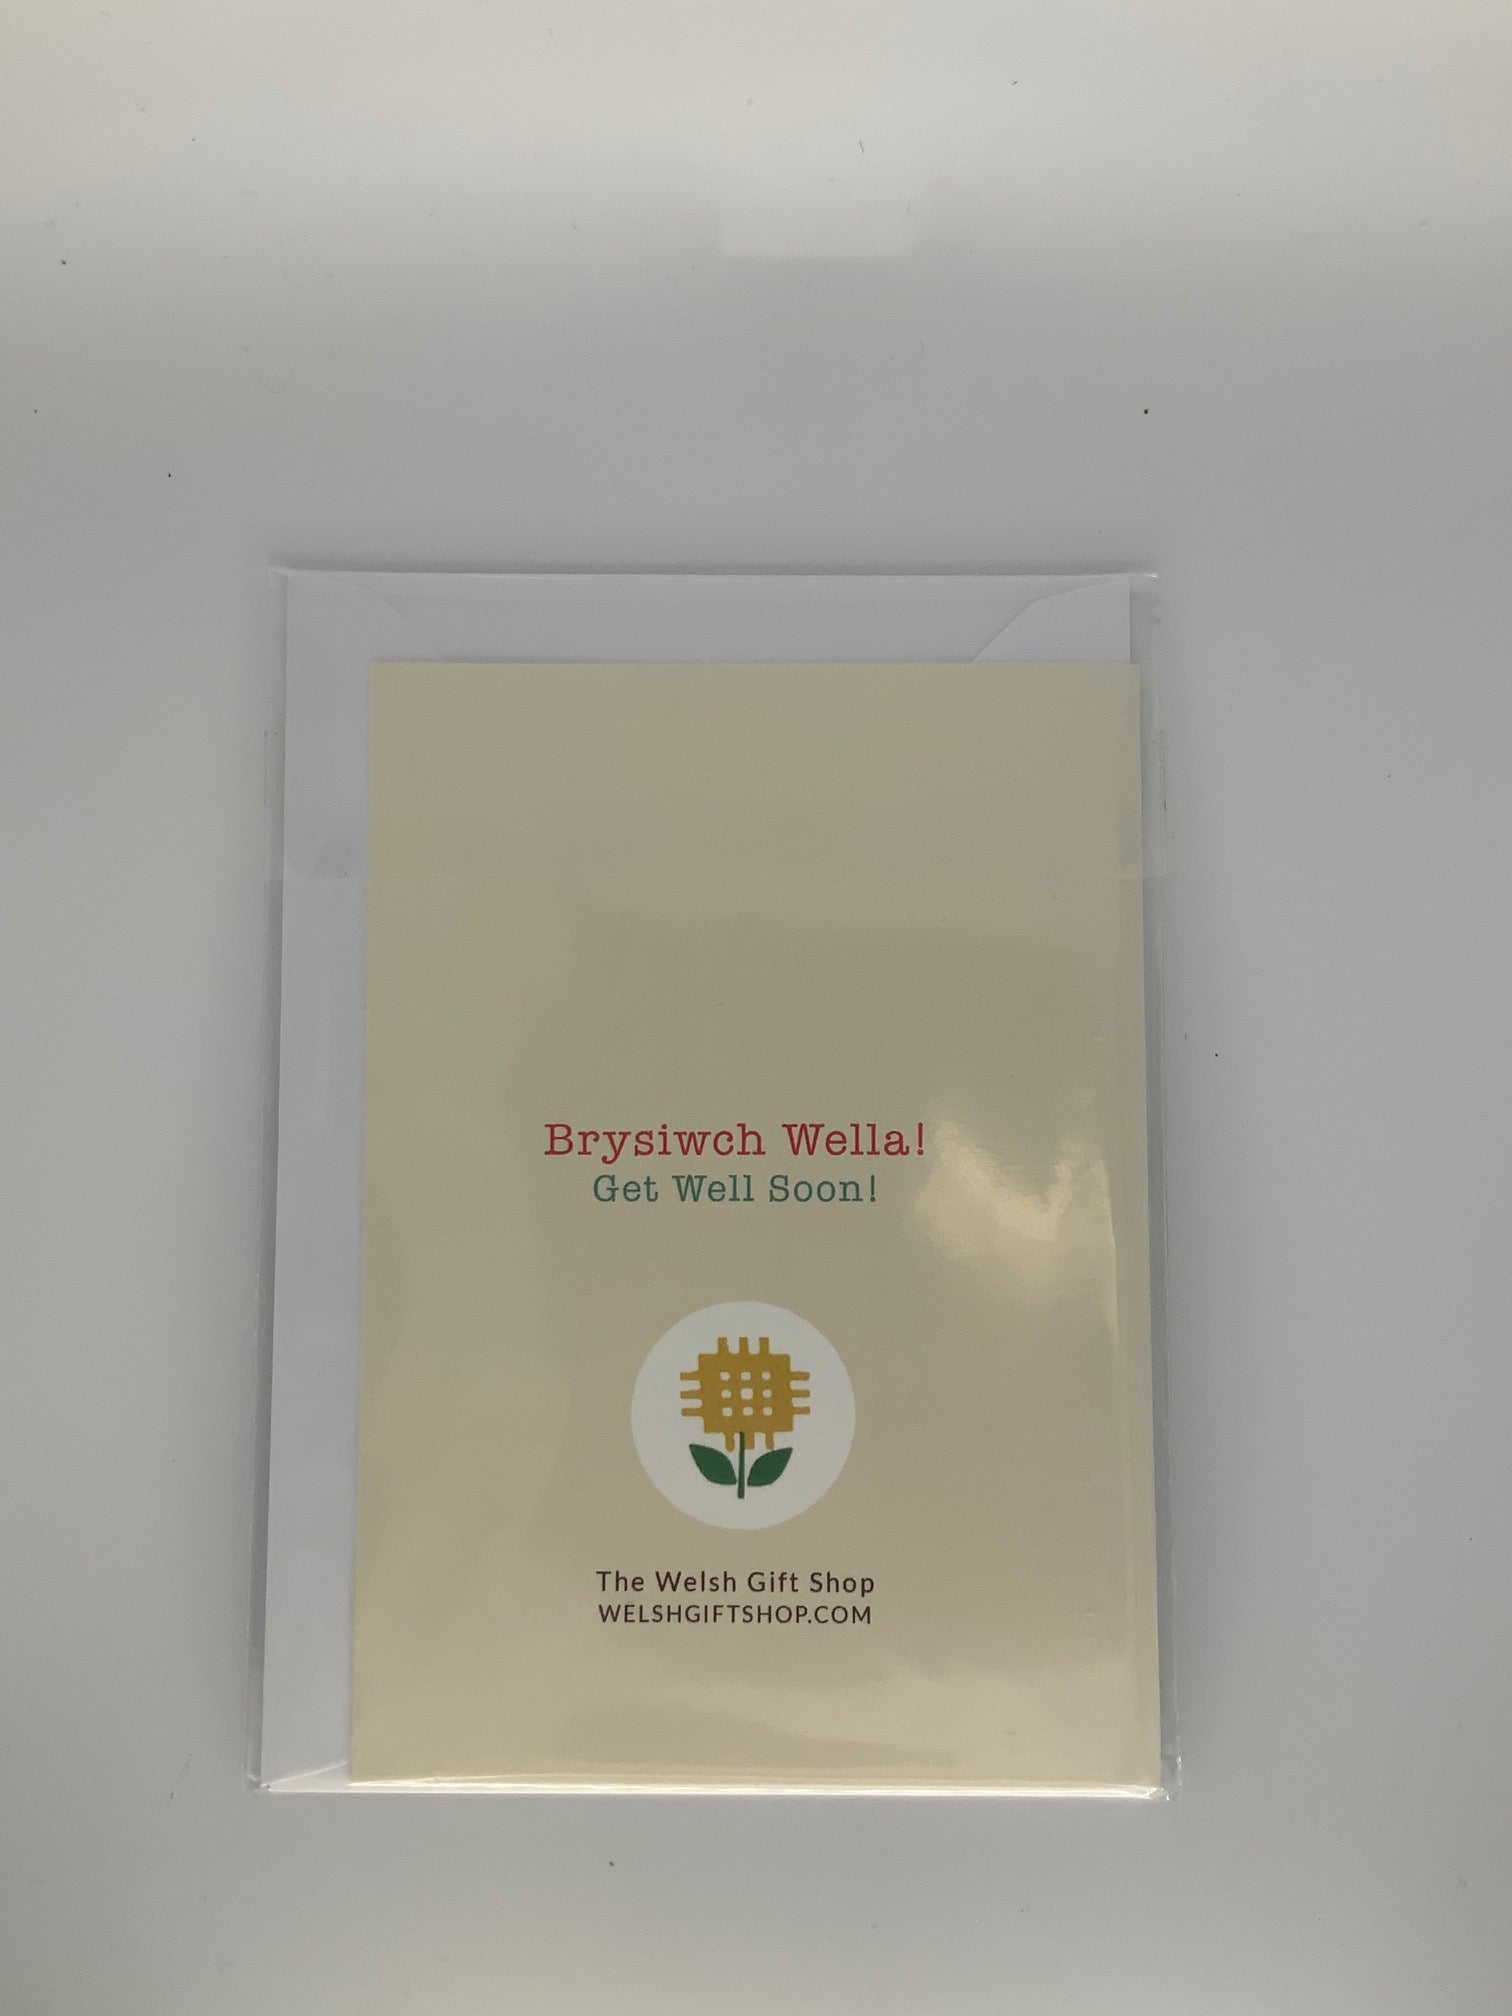 Brysiwch Wella!
Get Well Soon!
The Welsh Gift Shop
WELSHGIFTSHOP.COM